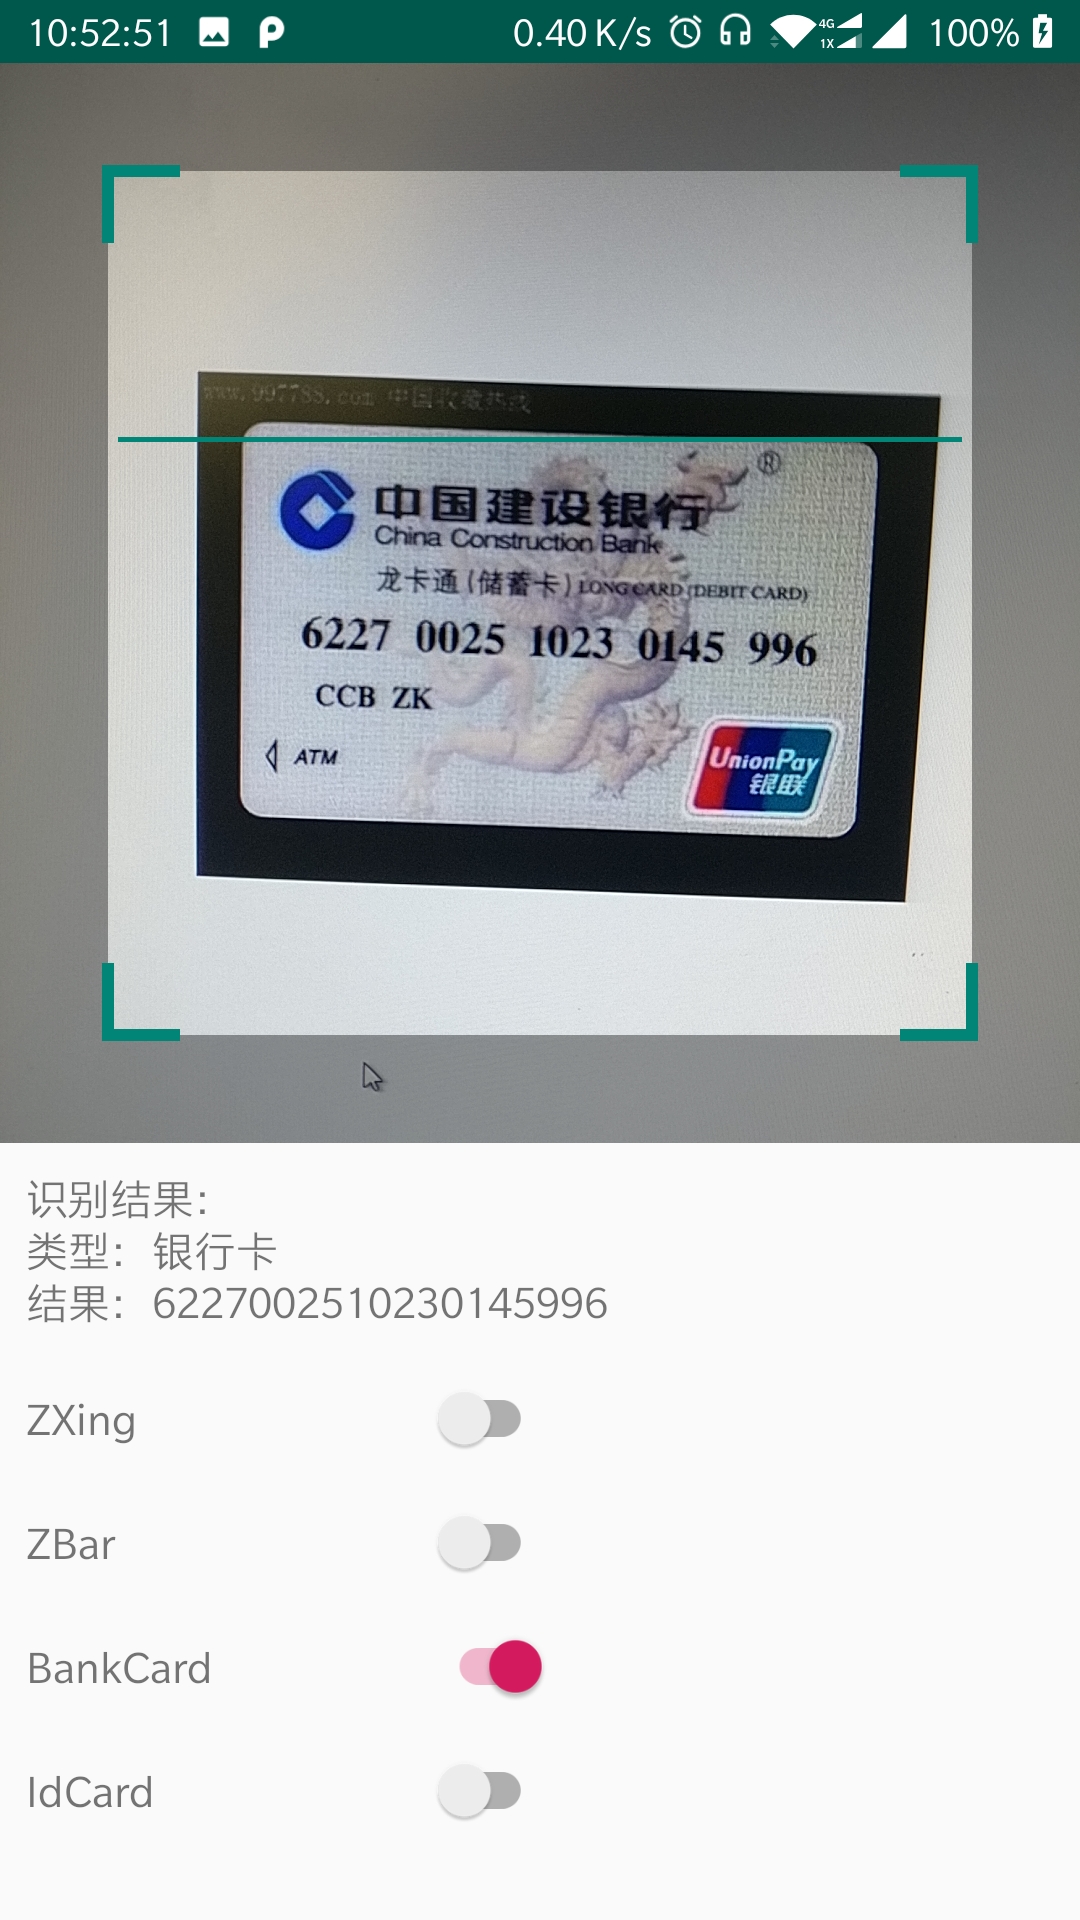 10:52:51 0.40 K/s 4G 1X 100%
www.997788.com 中国收藏热线
®
中国建设银行
China Construction Bank
龙卡通(储蓄卡) LONG CARD (DEBIT CARD)
6227 0025 1023 0145 996
CCB ZK
ATM
UnionPay
银联
识别结果：
类型：银行卡
结果：6227002510230145996
ZXing
ZBar
BankCard
IdCard